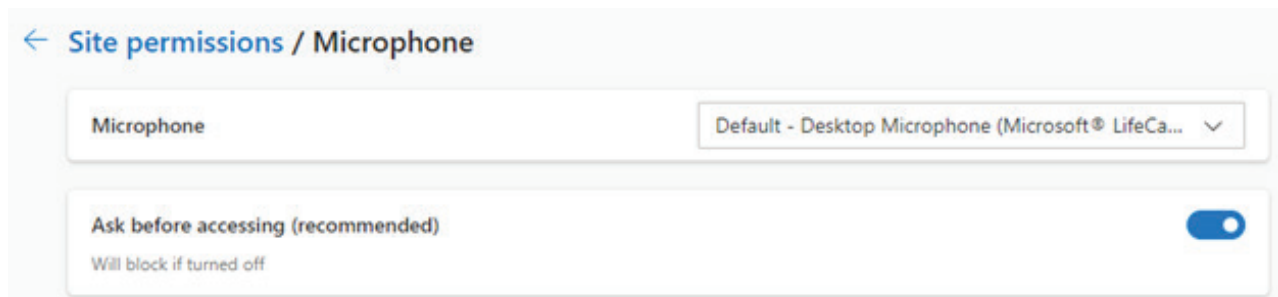 Site permissions / Microphone
Microphone
Default - Desktop Microphone (Microsoft® LifeCa...
Ask before accessing (recommended)
Will block if turned off